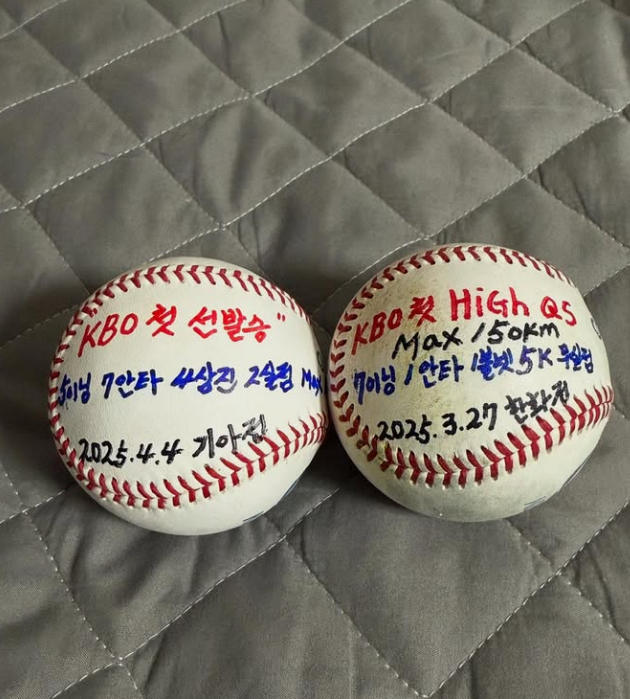 KBO 첫 선발승"
5이닝 7안타 4삼진 2실점 Max
2025.4.4 기아전
KBO 첫 HiGh QS
Max 150KM
7이닝 1안타 1볼넷 5K 무실점
2025.3.27 한화전